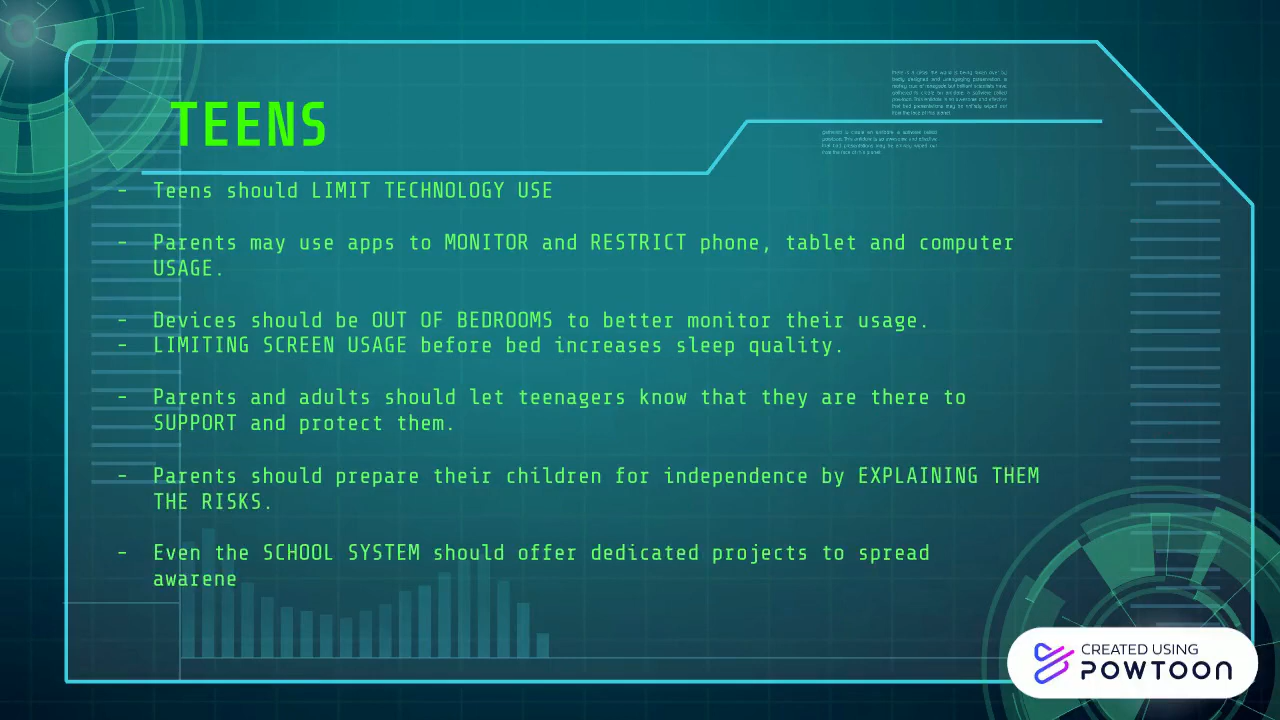 TEENS
- Teens should LIMIT TECHNOLOGY USE
- Parents may use apps to MONITOR and RESTRICT phone, tablet and computer
USAGE.
- Devices should be OUT OF BEDROOMS to better monitor their usage.
- LIMITING SCREEN USAGE before bed increases sleep quality.
- Parents and adults should let teenagers know that they are there to
SUPPORT and protect them.
- Parents should prepare their children for independence by EXPLAINING THEM
THE RISKS.
- Even the SCHOOL SYSTEM should offer dedicated projects to spread
awarene
CREATED USING
POWTOON